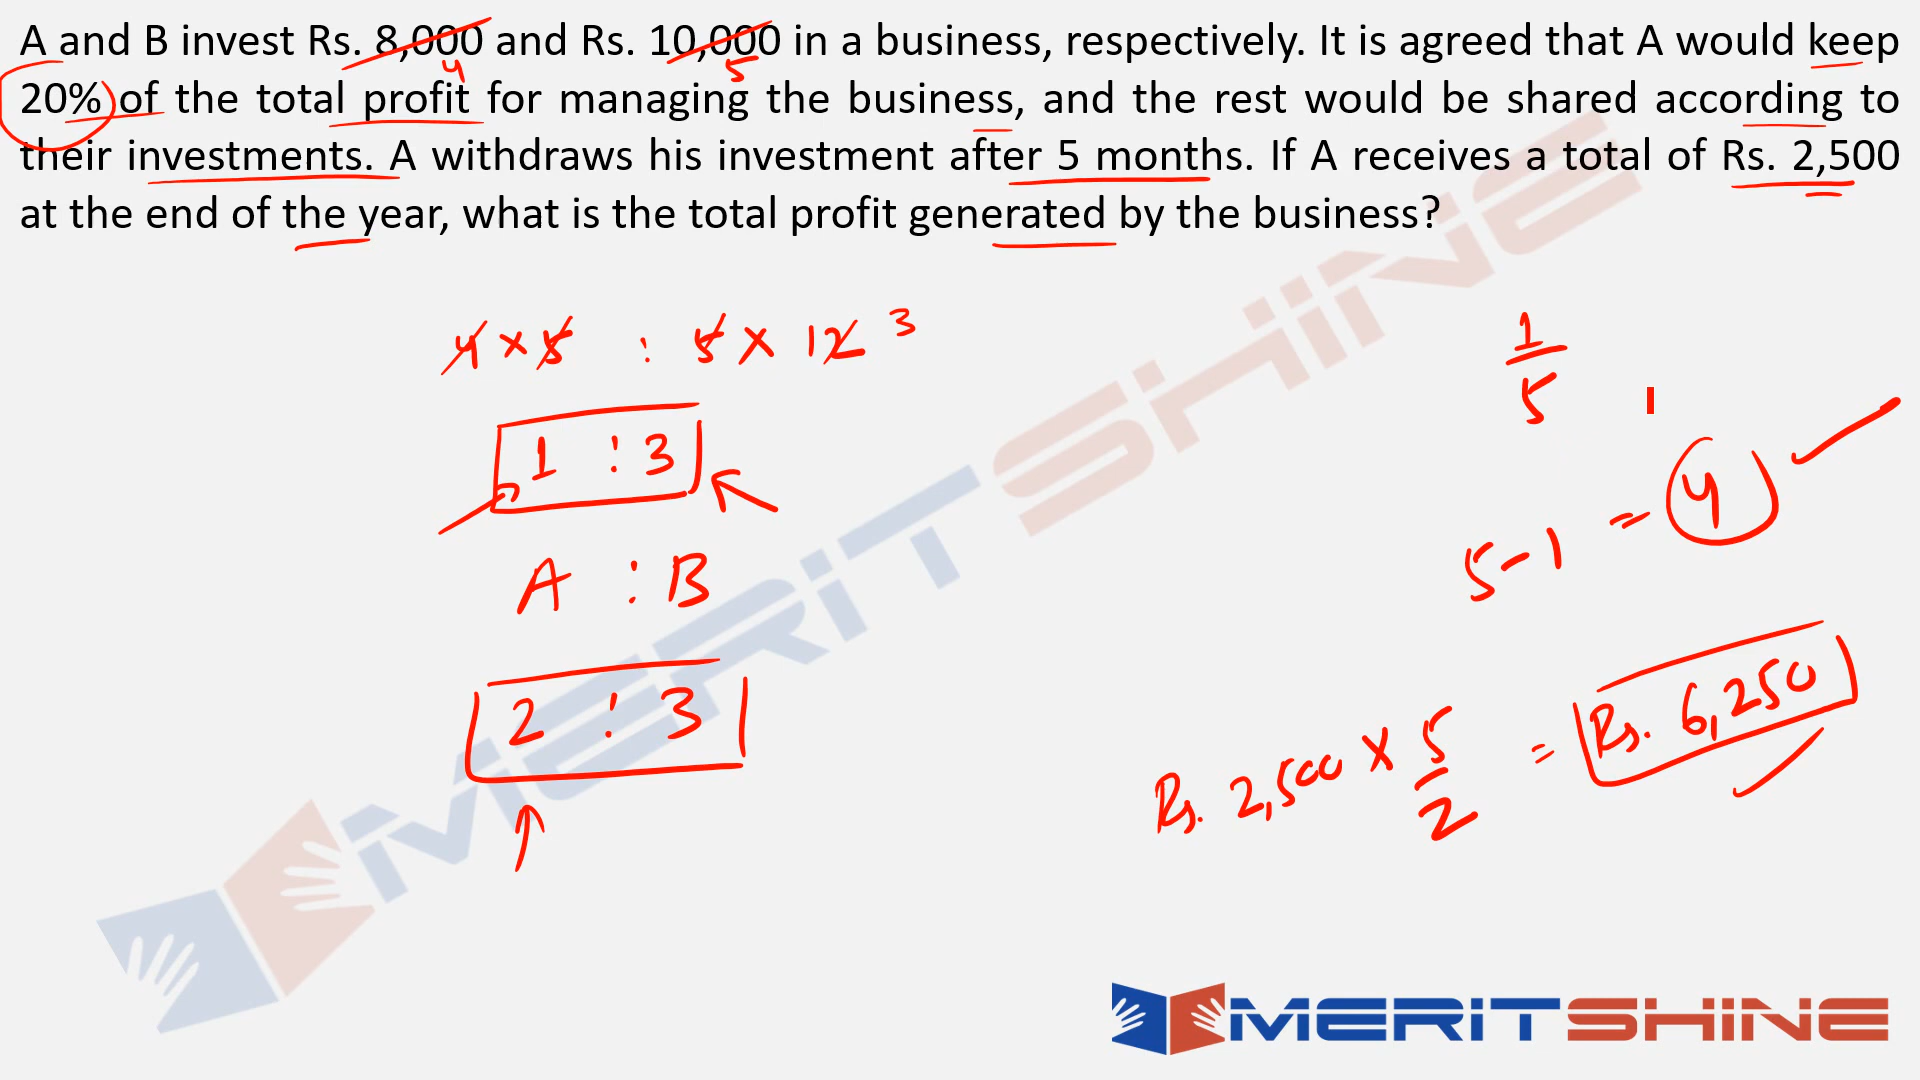 A and B invest Rs. 8,000 and Rs. 10,000 in a business, respectively. It is agreed that A would keep
4 5
20% of the total profit for managing the business, and the rest would be shared according to
their investments. A withdraws his investment after 5 months. If A receives a total of Rs. 2,500
at the end of the year, what is the total profit generated by the business?
4 x 5 : 5 x 12 3
1 : 3
A : B
2 : 3
1
5
5 - 1 = 4
Rs. 2,500 x 5/2 = Rs. 6,250
MERITSHINE
MERITSHINE